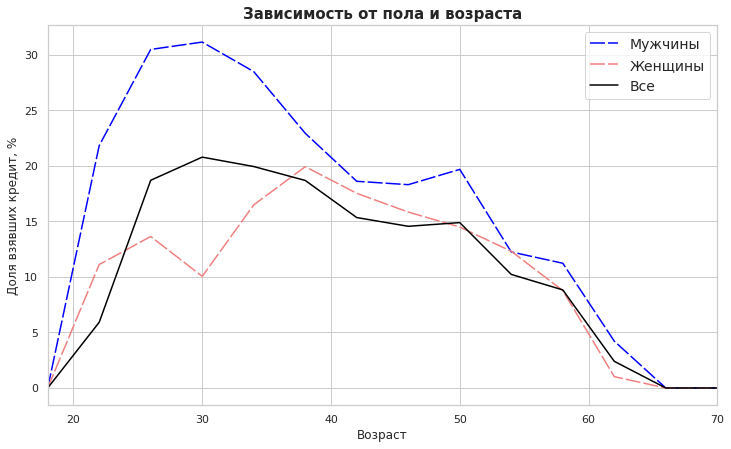 Зависимость от пола и возраста
Мужчины
Женщины
Все
Доля взявших кредит, %
30
25
20
15
10
5
0
20 30 40 50 60 70
Возраст